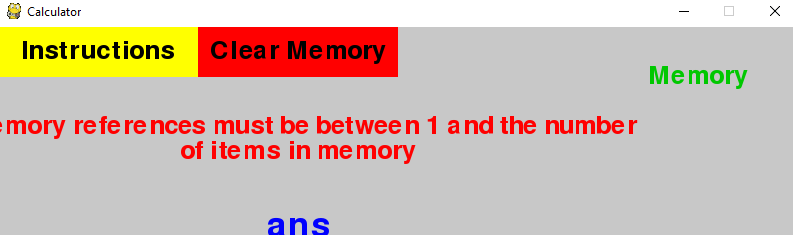 Calculator
Instructions
Clear Memory
Memory
emory references must be between 1 and the number
of items in memory
ans